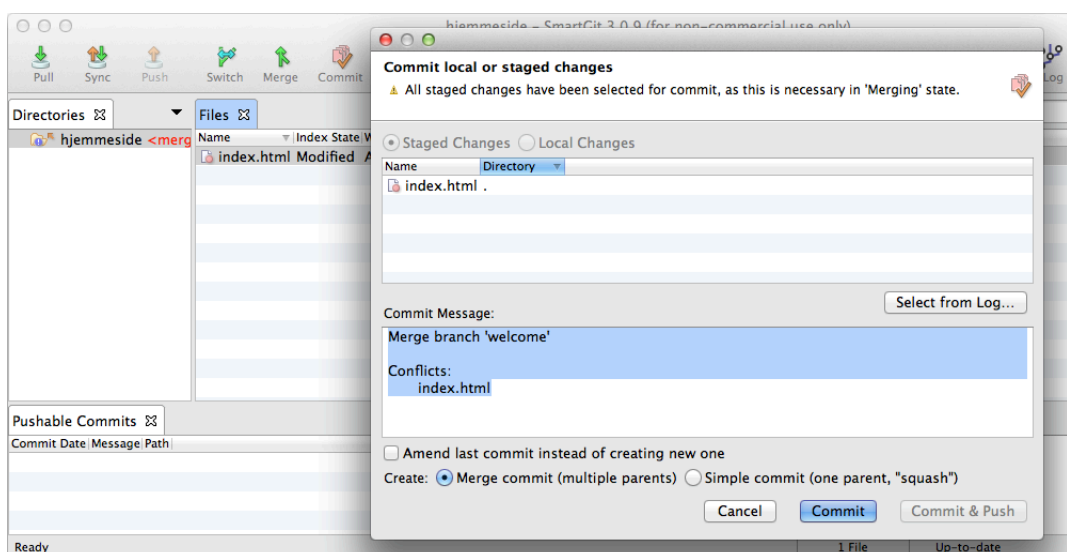 hjemmeside – SmartGit 3.0.9 (for non-commercial use only)
Pull Sync Push Switch Merge Commit Log
Commit local or staged changes
All staged changes have been selected for commit, as this is necessary in 'Merging' state.
Directories Files
hjemmeside <merg
Name Index State W
index.html Modified A
Staged Changes Local Changes
Name Directory
index.html .
Select from Log...
Commit Message:
Merge branch 'welcome'
Conflicts:
index.html
Pushable Commits
Commit Date Message Path
Amend last commit instead of creating new one
Create: Merge commit (multiple parents) Simple commit (one parent, "squash")
Cancel Commit Commit & Push
Ready 1 File Up-to-date